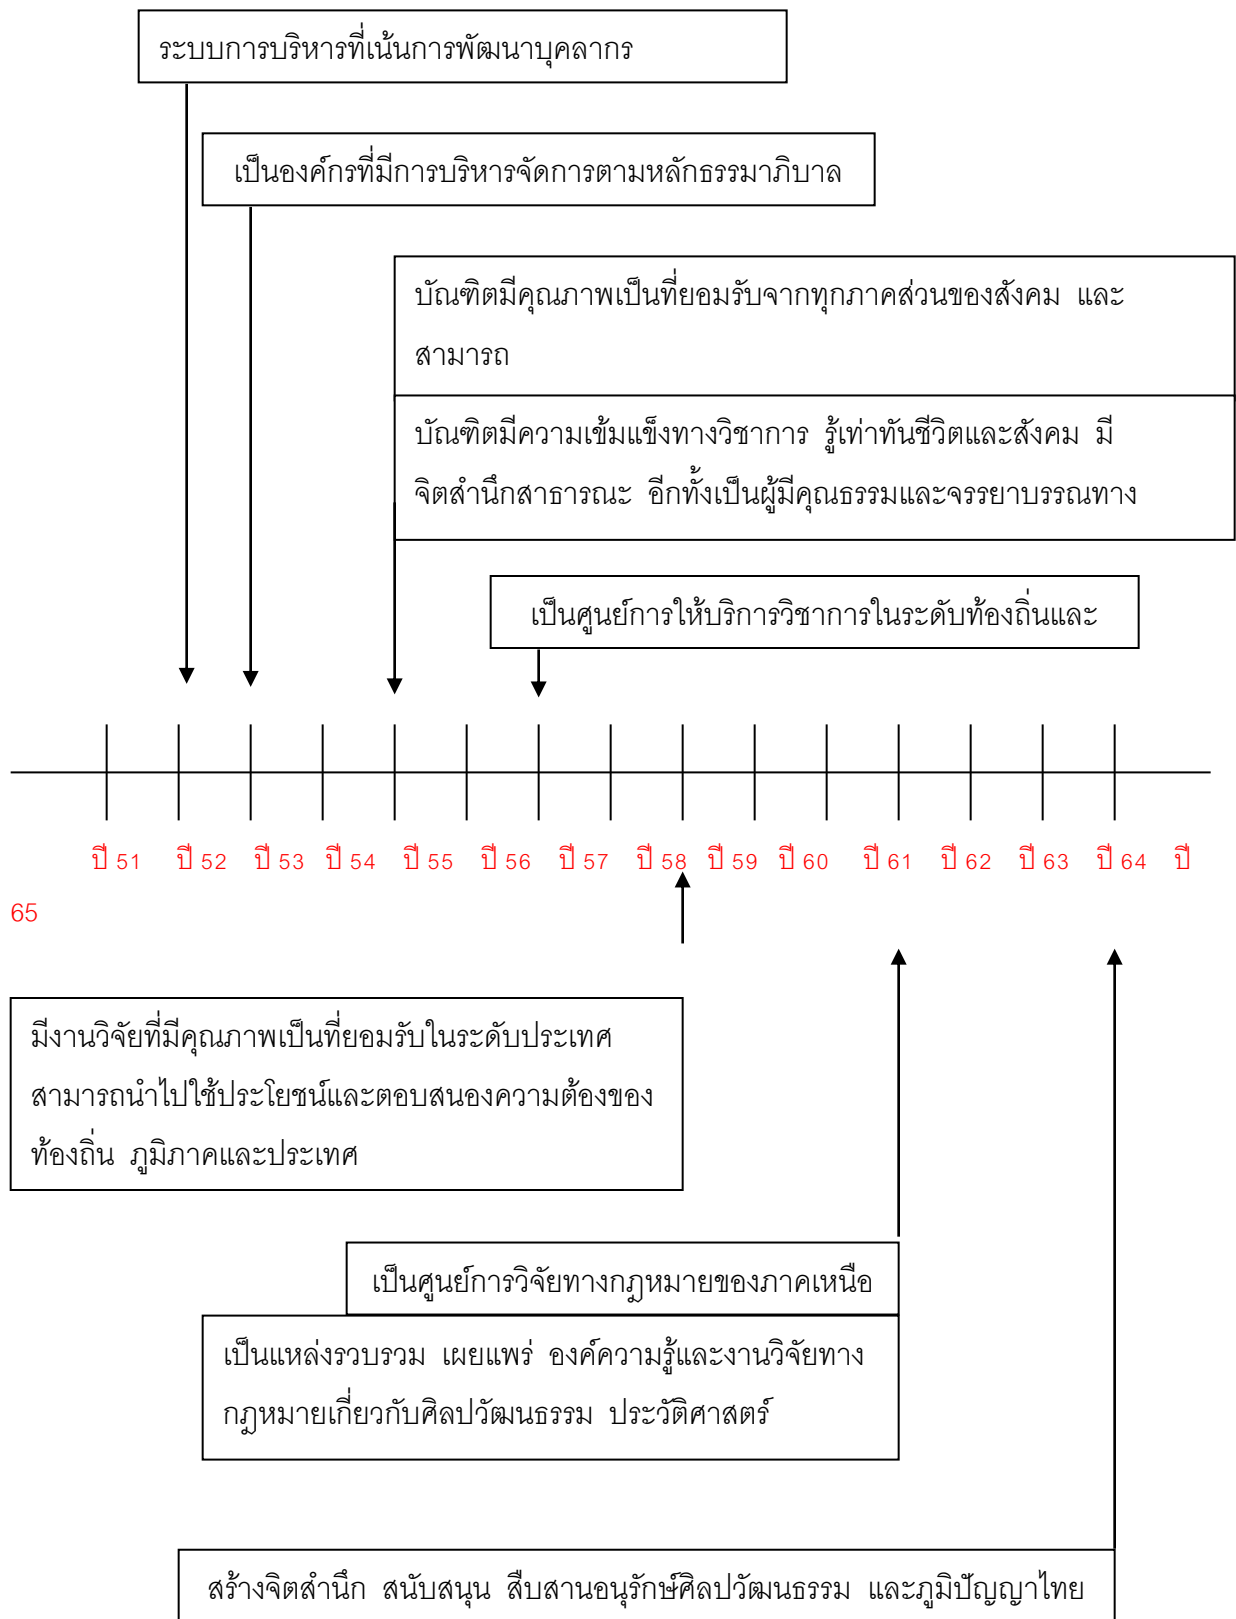 ระบบการบริหารที่เน้นการพัฒนาบุคลากร
เป็นองค์กรที่มีการบริหารจัดการตามหลักธรรมาภิบาล
บัณฑิตมีคุณภาพเป็นที่ยอมรับจากทุกภาคส่วนของสังคม และ
สามารถ
บัณฑิตมีความเข้มแข็งทางวิชาการ รู้เท่าทันชีวิตและสังคม มี
จิตสำนึกสาธารณะ อีกทั้งเป็นผู้มีคุณธรรมและจรรยาบรรณทาง
เป็นศูนย์การให้บริการวิชาการในระดับท้องถิ่นและ
ปี 51 ปี 52 ปี 53 ปี 54 ปี 55 ปี 56 ปี 57 ปี 58 ปี 59 ปี 60 ปี 61 ปี 62 ปี 63 ปี 64 ปี
65
มีงานวิจัยที่มีคุณภาพเป็นที่ยอมรับในระดับประเทศ
สามารถนำไปใช้ประโยชน์และตอบสนองความต้องของ
ท้องถิ่น ภูมิภาคและประเทศ
เป็นศูนย์การวิจัยทางกฎหมายของภาคเหนือ
เป็นแหล่งรวบรวม เผยแพร่ องค์ความรู้และงานวิจัยทาง
กฎหมายเกี่ยวกับศิลปวัฒนธรรม ประวัติศาสตร์
สร้างจิตสำนึก สนับสนุน สืบสานอนุรักษ์ศิลปวัฒนธรรม และภูมิปัญญาไทย